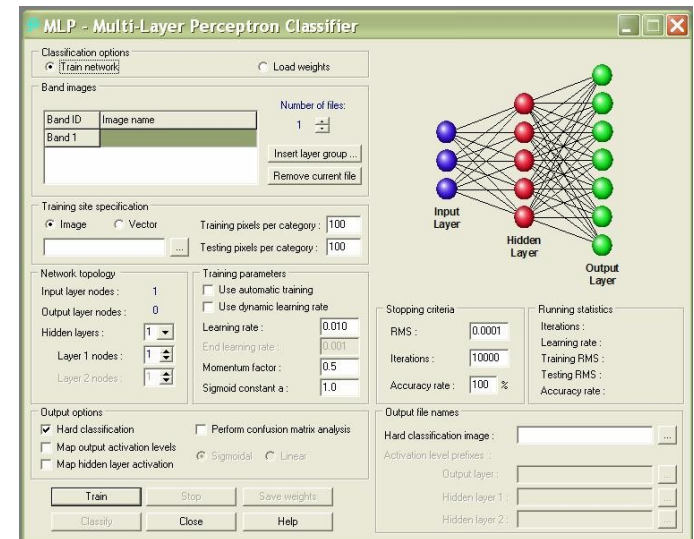 MLP - Multi-Layer Perceptron Classifier
Classification options
Train network
Load weights
Band images
Number of files:
1
Band ID Image name
Band 1
Insert layer group ...
Remove current file
Training site specification
Image
Vector
Training pixels per category : 100
...
Testing pixels per category : 100
Input
Layer
Hidden
Layer
Output
Layer
Network topology
Input layer nodes : 1
Output layer nodes : 0
Hidden layers : 1
Layer 1 nodes : 1
Layer 2 nodes : 1
Training parameters
Use automatic training
Use dynamic learning rate
Learning rate : 0.010
End learning rate : 0.001
Momentum factor : 0.5
Sigmoid constant a : 1.0
Stopping criteria
RMS : 0.0001
Iterations : 10000
Accuracy rate : 100 %
Running statistics
Iterations :
Learning rate :
Training RMS :
Testing RMS :
Accuracy rate :
Output options
Hard classification
Map output activation levels
Map hidden layer activation
Perform confusion matrix analysis
Sigmoidal
Linear
Output file names
Hard classification image : ...
Activation level prefixes :
Output layer : ...
Hidden layer 1 : ...
Hidden layer 2 : ...
Train
Stop
Save weights
Classify
Close
Help